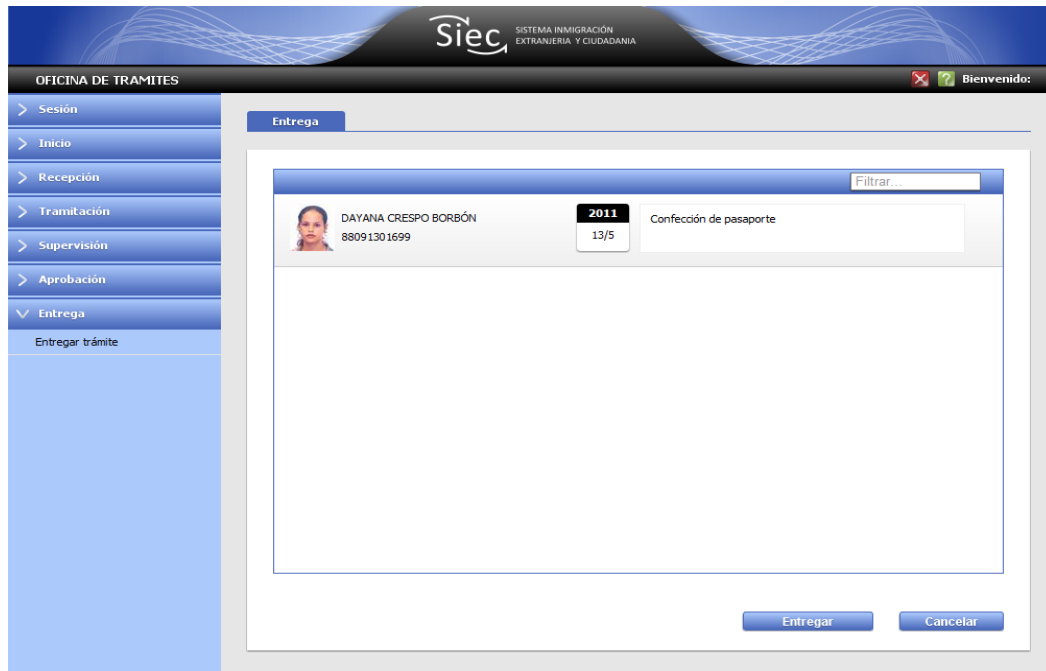 Siec SISTEMA INMIGRACIÓN
EXTRANJERIA Y CIUDADANIA
OFICINA DE TRAMITES
Bienvenido:
Sesión
Inicio
Recepción
Tramitación
Supervisión
Aprobación
Entrega
Entregar trámite
Entrega
Filtrar...
DAYANA CRESPO BORBÓN
88091301699
2011
13/5
Confección de pasaporte
Entregar
Cancelar